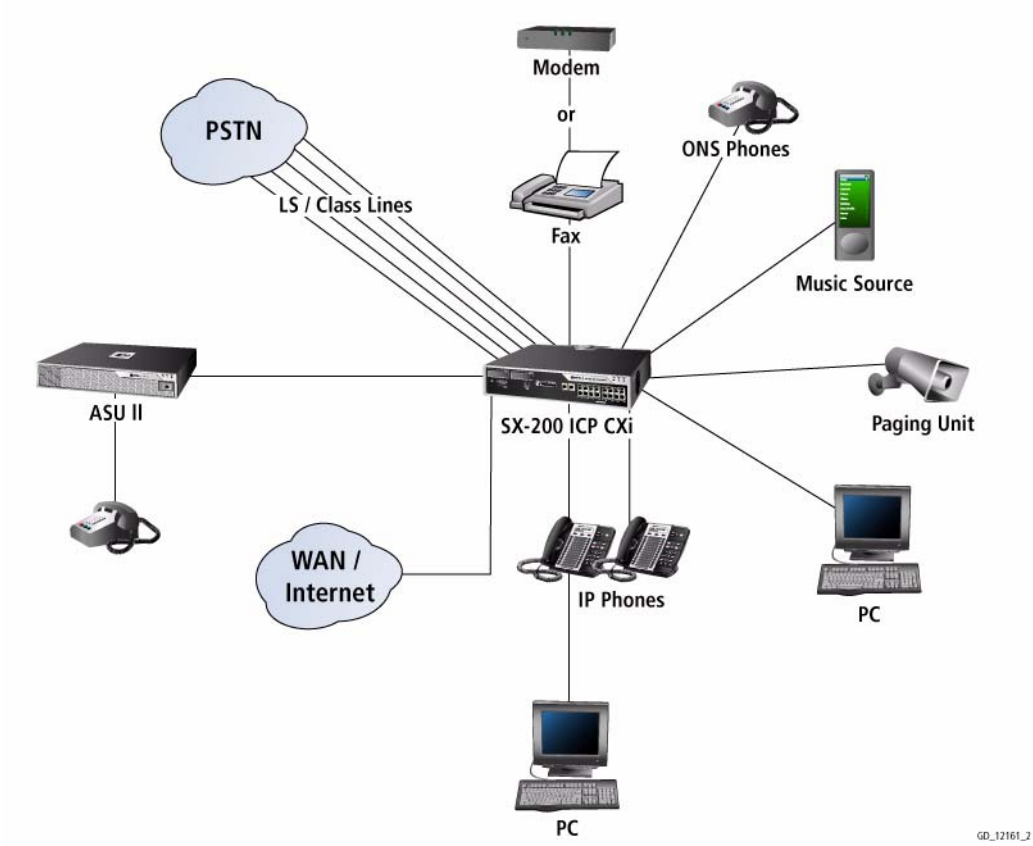 Modem
or
PSTN
ONS Phones
LS / Class Lines
Fax
Music Source
ASU II
SX-200 ICP CXi
Paging Unit
WAN /
Internet
IP Phones
PC
PC
GD_12161_2